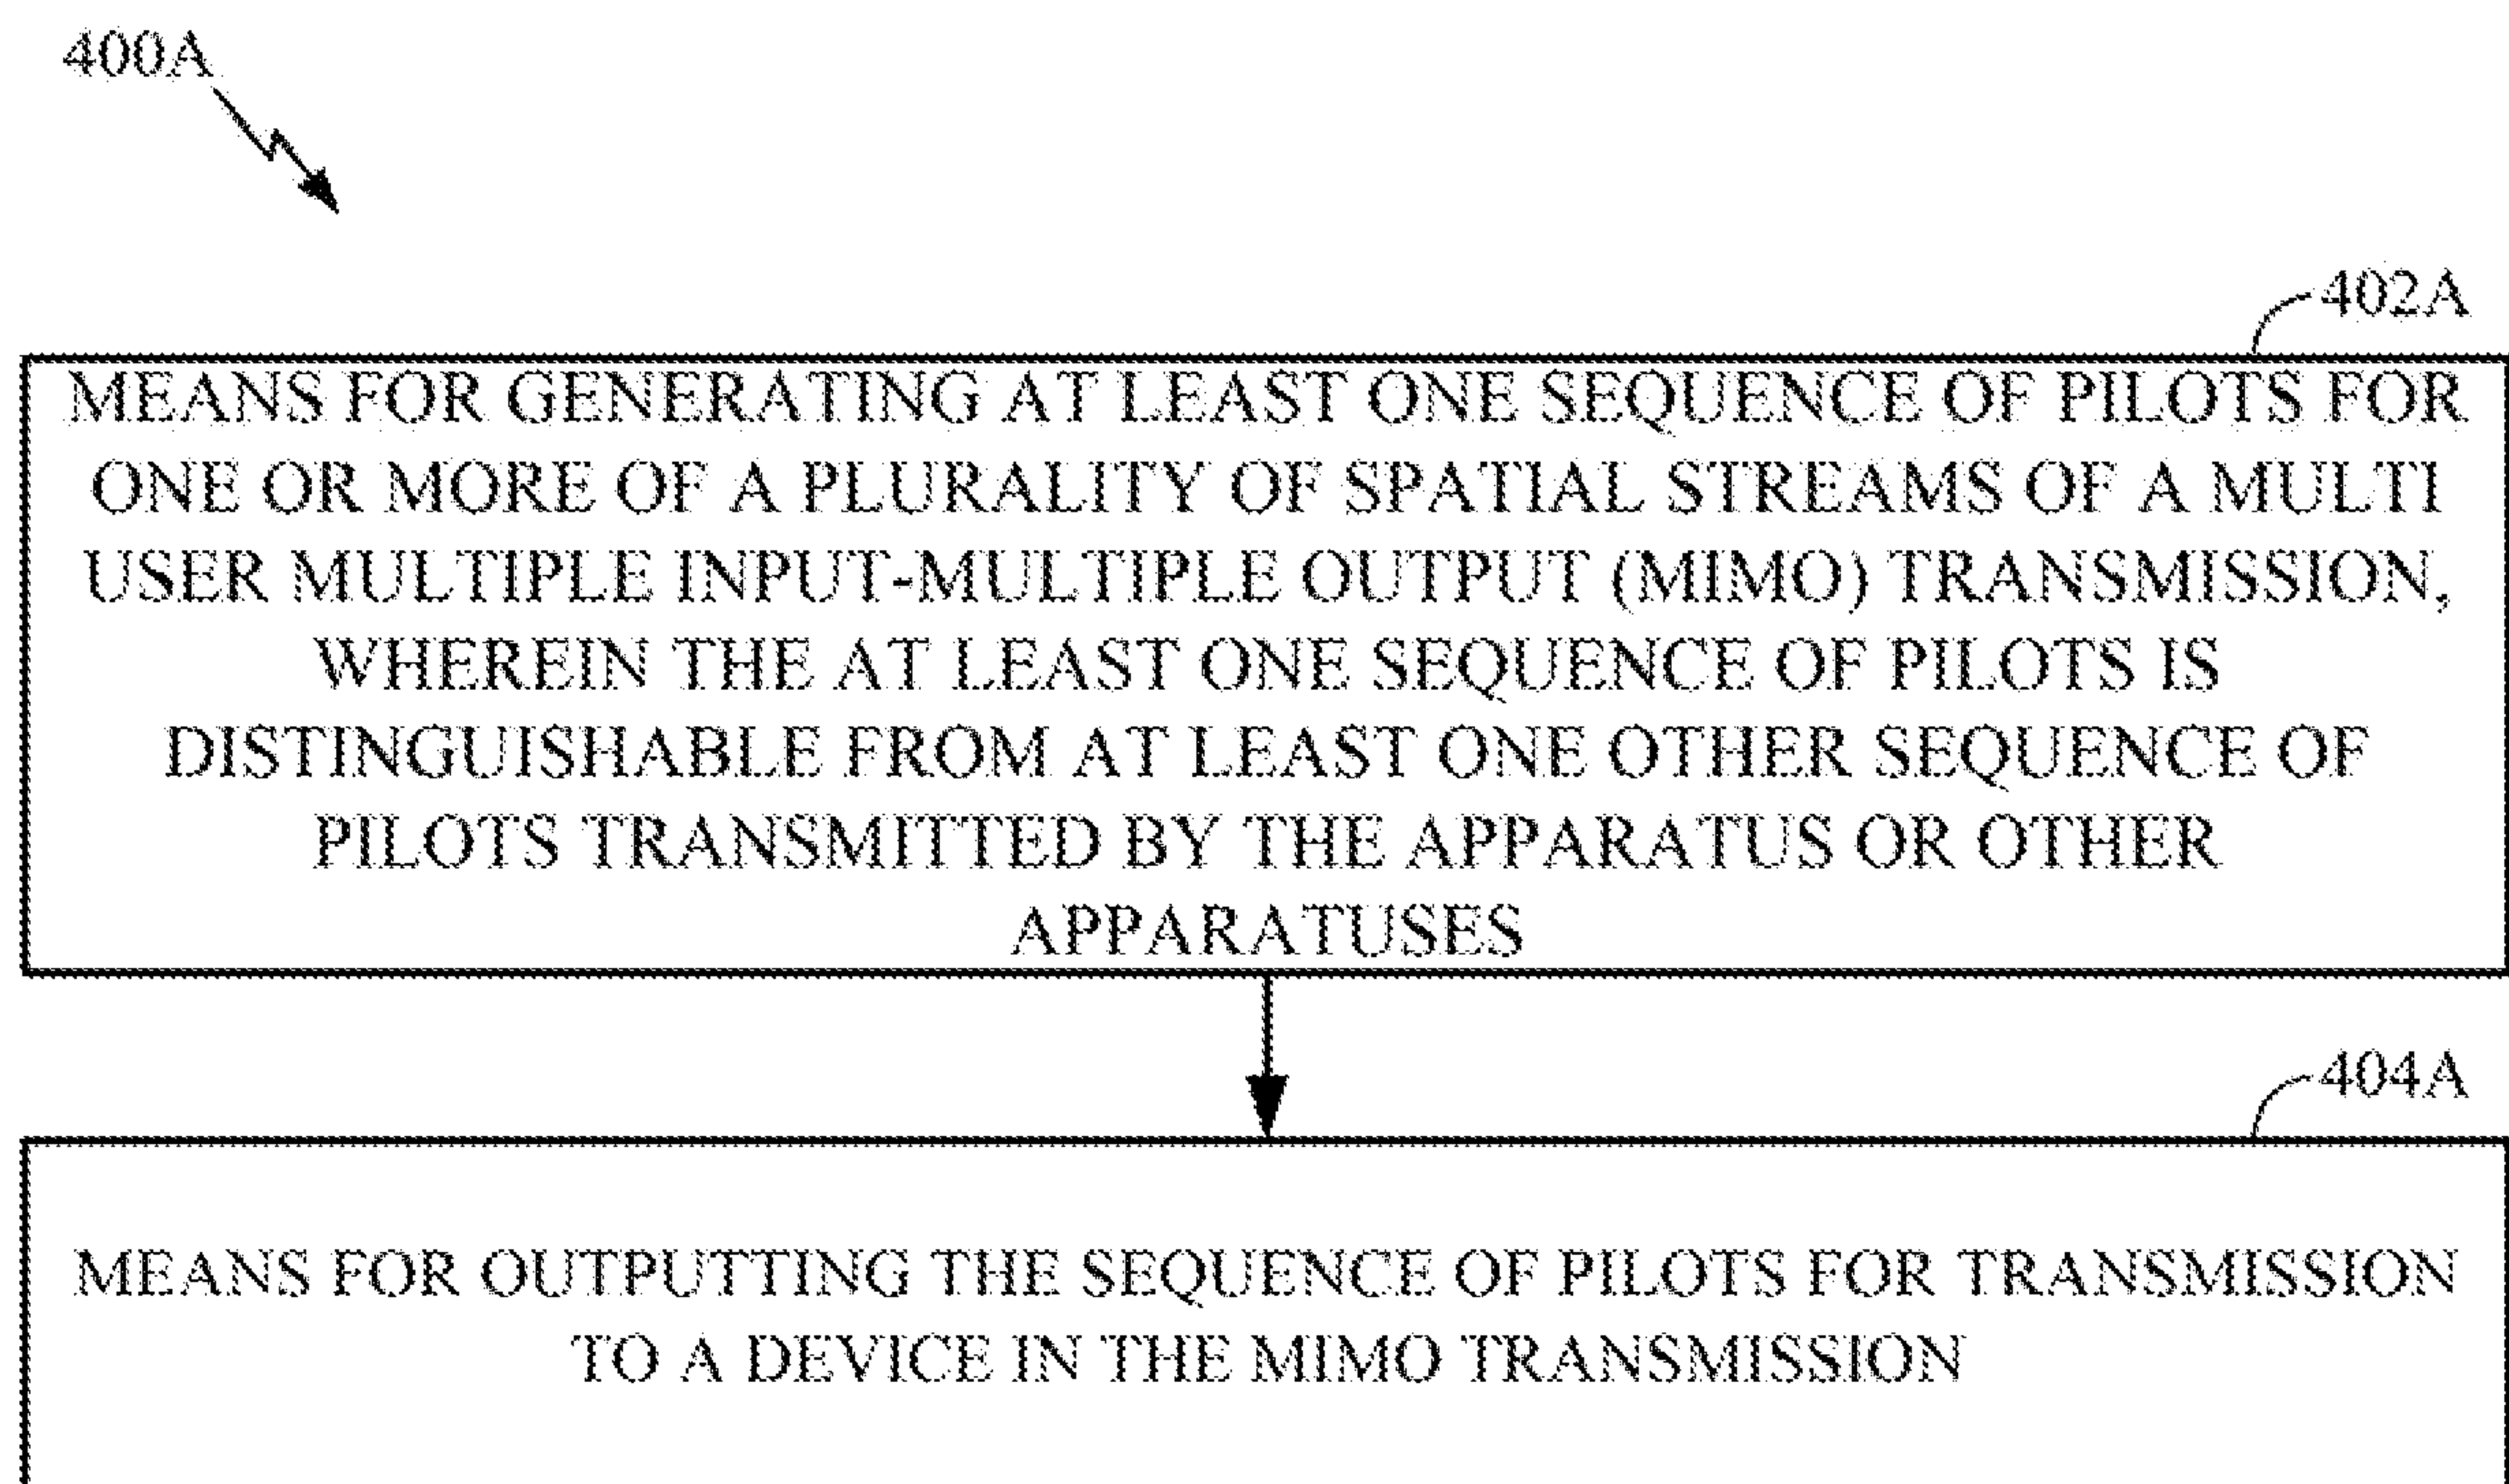 400A
402A
MEANS FOR GENERATING AT LEAST ONE SEQUENCE OF PILOTS FOR
ONE OR MORE OF A PLURALITY OF SPATIAL STREAMS OF A MULTI
USER MULTIPLE INPUT-MULTIPLE OUTPUT (MIMO) TRANSMISSION,
WHEREIN THE AT LEAST ONE SEQUENCE OF PILOTS IS
DISTINGUISHABLE FROM AT LEAST ONE OTHER SEQUENCE OF
PILOTS TRANSMITTED BY THE APPARATUS OR OTHER
APPARATUSES
404A
MEANS FOR OUTPUTTING THE SEQUENCE OF PILOTS FOR TRANSMISSION
TO A DEVICE IN THE MIMO TRANSMISSION